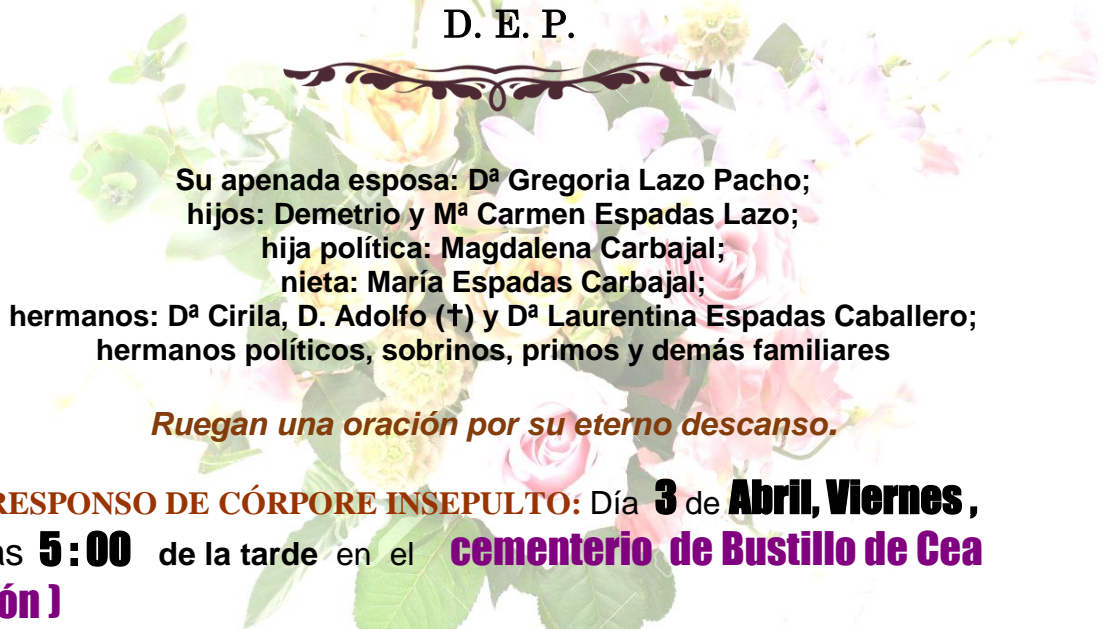 D. E. P.
Su apenada esposa: Dª Gregoria Lazo Pacho;
hijos: Demetrio y Mª Carmen Espadas Lazo;
hija política: Magdalena Carbajal;
nieta: María Espadas Carbajal;
hermanos: Dª Cirila, D. Adolfo (†) y Dª Laurentina Espadas Caballero;
hermanos políticos, sobrinos, primos y demás familiares
Ruegan una oración por su eterno descanso.
RESPONSO DE CÓRPORE INSEPULTO: Día 3 de Abril, Viernes ,
as 5 : 00 de la tarde en el cementerio de Bustillo de Cea
ón )